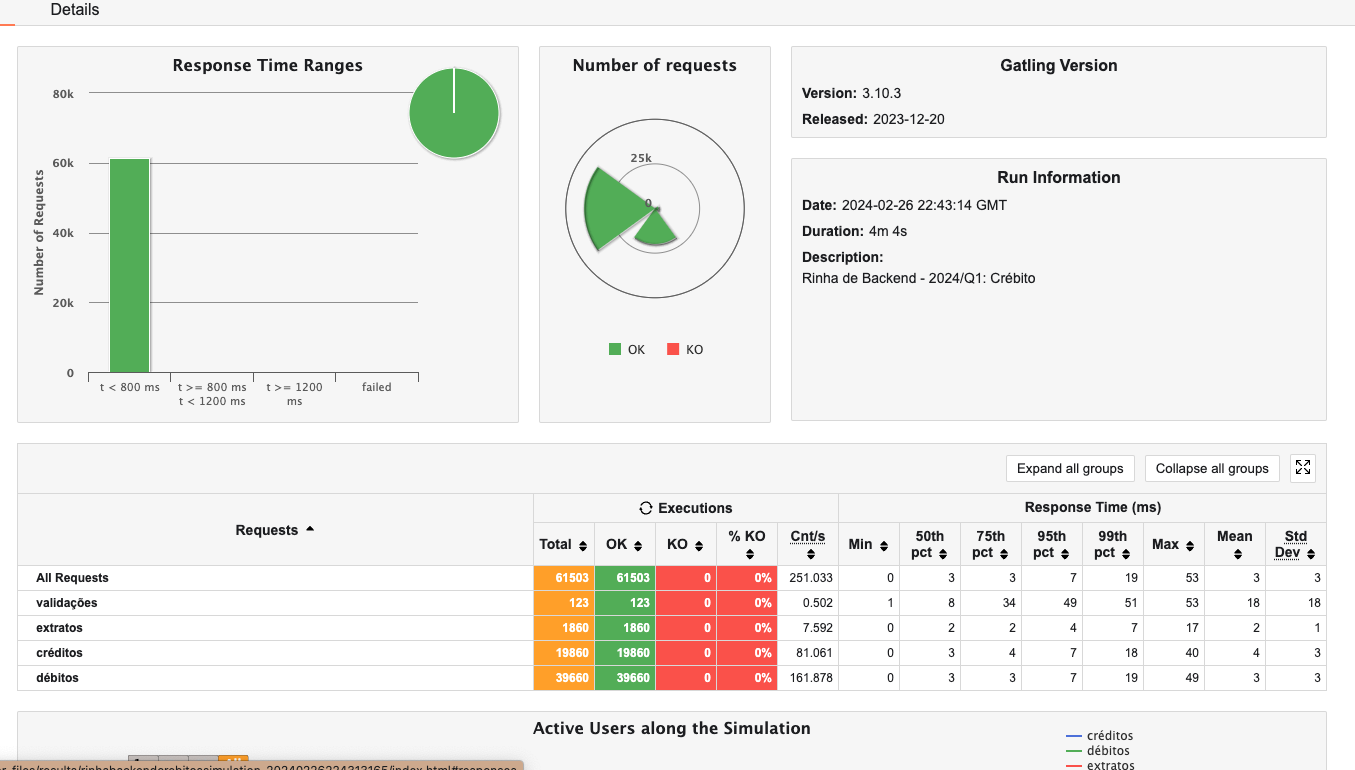 Details
Response Time Ranges
80k
60k
40k
20k
0
Number of Requests
t < 800 ms
t >= 800 ms
t < 1200 ms
t >= 1200
ms
failed
Number of requests
25k
0
OK KO
Gatling Version
Version: 3.10.3
Released: 2023-12-20
Run Information
Date: 2024-02-26 22:43:14 GMT
Duration: 4m 4s
Description:
Rinha de Backend - 2024/Q1: Crébito
Expand all groups Collapse all groups
Requests Executions Response Time (ms)
Total OK KO % KO Cnt/s Min 50th pct 75th pct 95th pct 99th pct Max Mean Std Dev
All Requests 61503 61503 0 0% 251.033 0 3 3 7 19 53 3 3
validações 123 123 0 0% 0.502 1 8 34 49 51 53 18 18
extratos 1860 1860 0 0% 7.592 0 2 2 4 7 17 2 1
créditos 19860 19860 0 0% 81.061 0 3 4 7 18 40 4 3
débitos 39660 39660 0 0% 161.878 0 3 3 7 19 49 3 3
Active Users along the Simulation
créditos
débitos
extratos